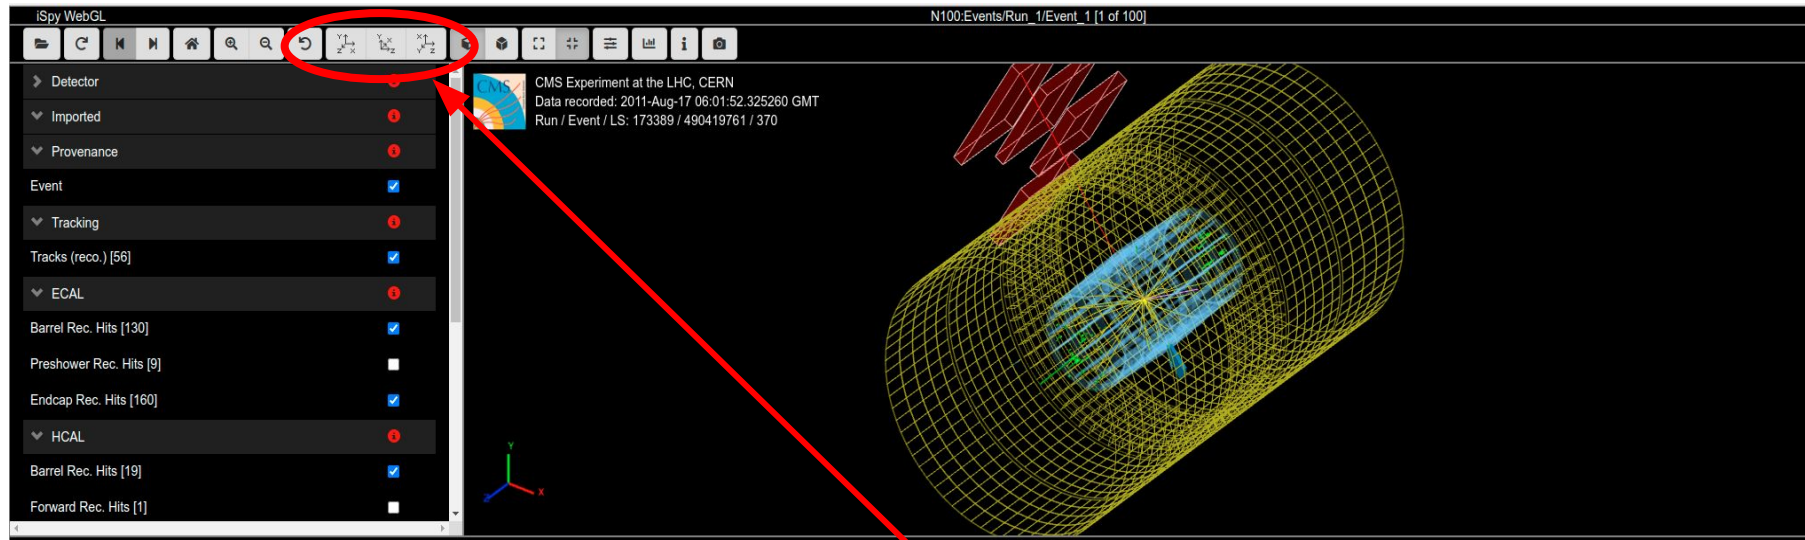 iSpy WebGL
N100:Events/Run_1/Event_1 [1 of 100]
Detector
Imported
Provenance
Event
Tracking
Tracks (reco.) [56]
ECAL
Barrel Rec. Hits [130]
Preshower Rec. Hits [9]
Endcap Rec. Hits [160]
HCAL
Barrel Rec. Hits [19]
Forward Rec. Hits [1]
CMS
CMS Experiment at the LHC, CERN
Data recorded: 2011-Aug-17 06:01:52.325260 GMT
Run / Event / LS: 173389 / 490419761 / 370
Y
X
Z